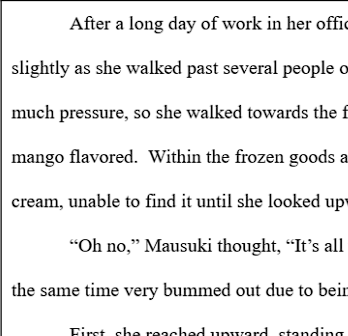 After a long day of work in her offic
slightly as she walked past several people o
much pressure, so she walked towards the f
mango flavored.  Within the frozen goods a
cream, unable to find it until she looked upw
“Oh no,” Mausuki thought, “It’s all
the same time very bummed out due to bein
First, she reached upward, standing